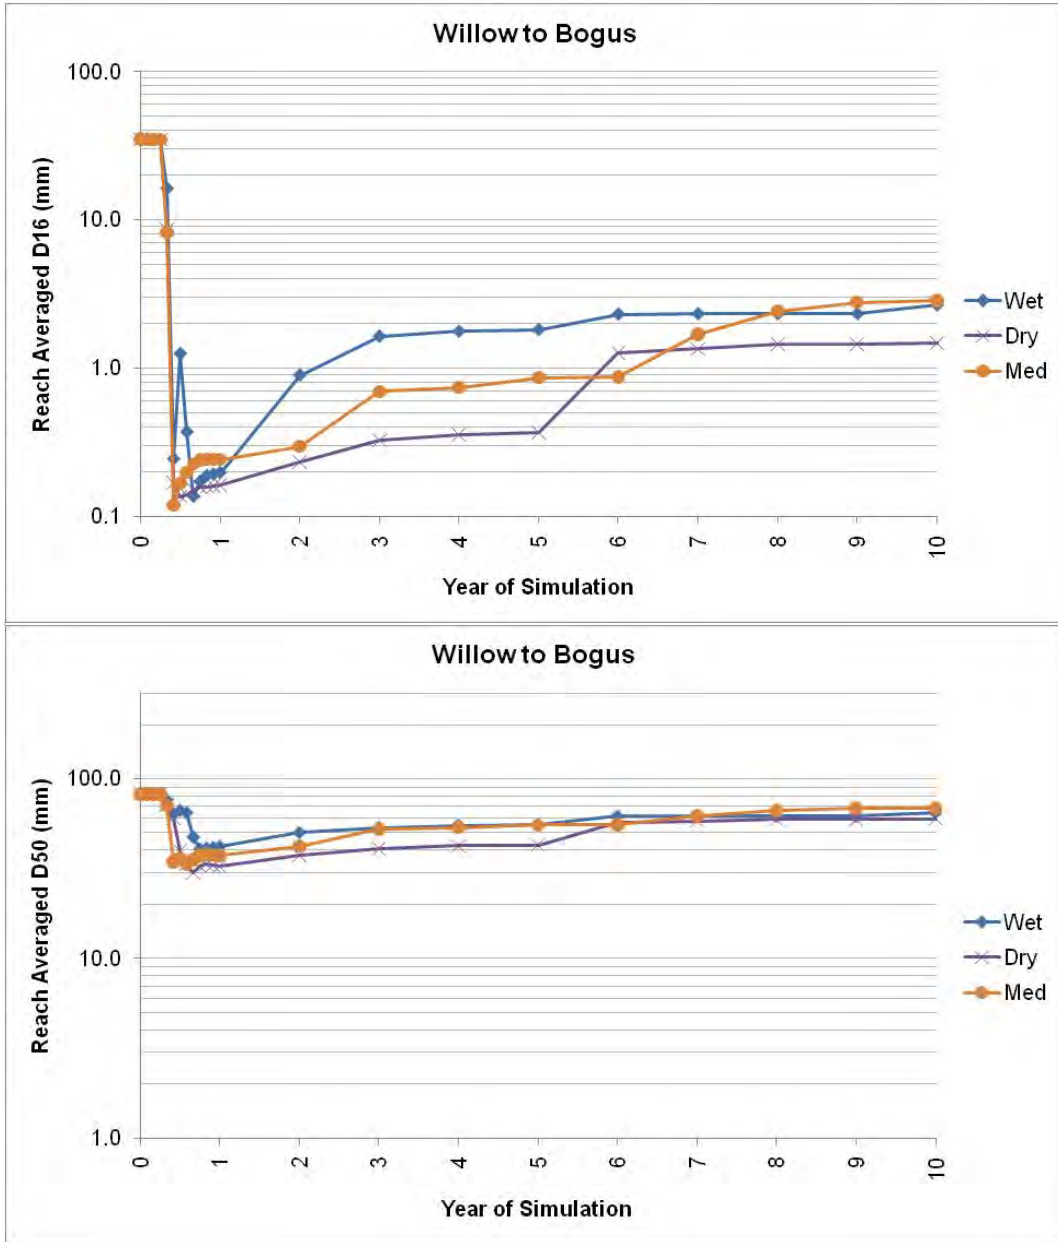 Willow to Bogus
Reach Averaged D16 (mm)
100.0
10.0
1.0
0.1
0 1 2 3 4 5 6 7 8 9 10
Year of Simulation
Wet
Dry
Med
Willow to Bogus
Reach Averaged D50 (mm)
100.0
10.0
1.0
0 1 2 3 4 5 6 7 8 9 10
Year of Simulation
Wet
Dry
Med